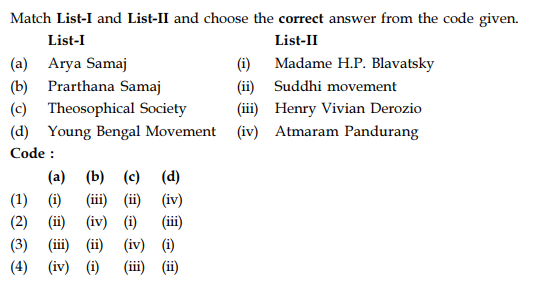 Match List-I and List-II and choose the correct answer from the code given.
List-I List-II
(a) Arya Samaj (i) Madame H.P. Blavatsky
(b) Prarthana Samaj (ii) Suddhi movement
(c) Theosophical Society (iii) Henry Vivian Derozio
(d) Young Bengal Movement (iv) Atmaram Pandurang
Code :
(a) (b) (c) (d)
(1) (i) (iii) (ii) (iv)
(2) (ii) (iv) (i) (iii)
(3) (iii) (ii) (iv) (i)
(4) (iv) (i) (iii) (ii)